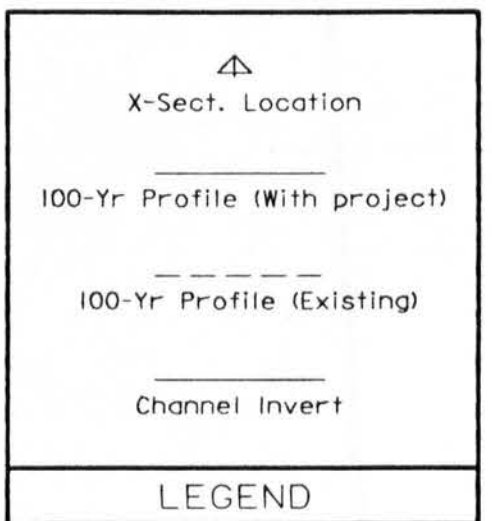 X-Sect. Location
100-Yr Profile (With project)
100-Yr Profile (Existing)
Channel Invert
LEGEND